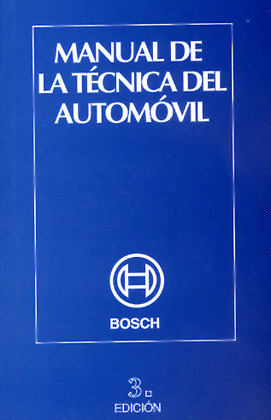 MANUAL DE
LA TÉCNICA DEL
AUTOMÓVIL
BOSCH
3.
EDICIÓN